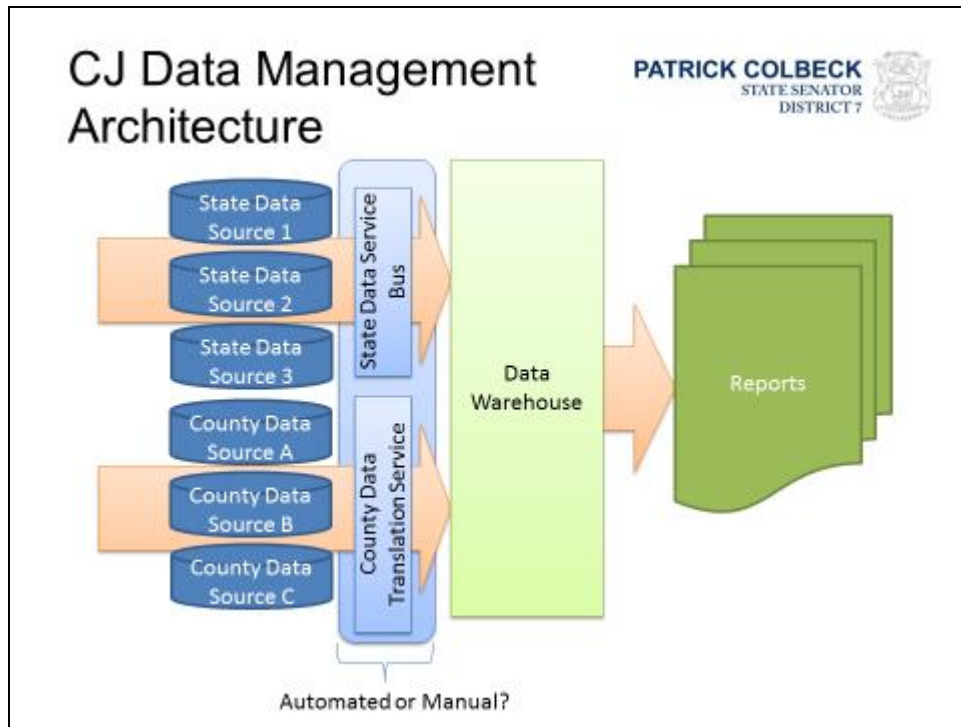 CJ Data Management
Architecture
PATRICK COLBECK
STATE SENATOR
DISTRICT 7
State Data
Source 1
State Data
Source 2
State Data
Source 3
County Data
Source A
County Data
Source B
County Data
Source C
State Data Service
Bus
County Data
Translation Service
Data
Warehouse
Reports
Automated or Manual?